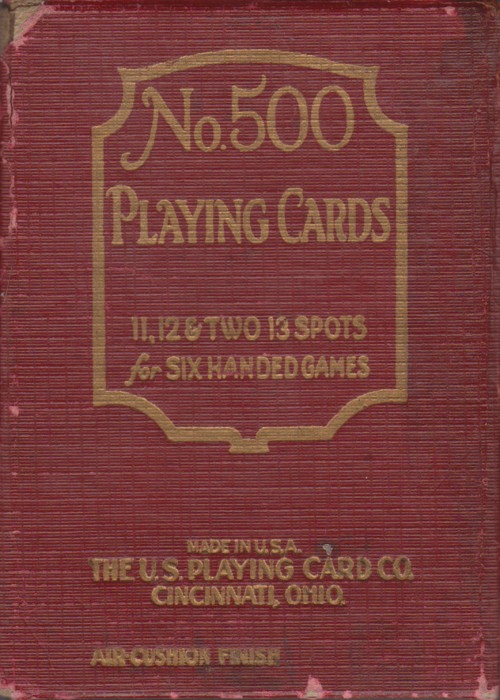 No. 500
PLAYING CARDS
11, 12 & TWO 13 SPOTS
for SIX HANDED GAMES
MADE IN U.S.A.
THE U.S. PLAYING CARD CO.
CINCINNATI, OHIO.
AIR-CUSHION FINISH